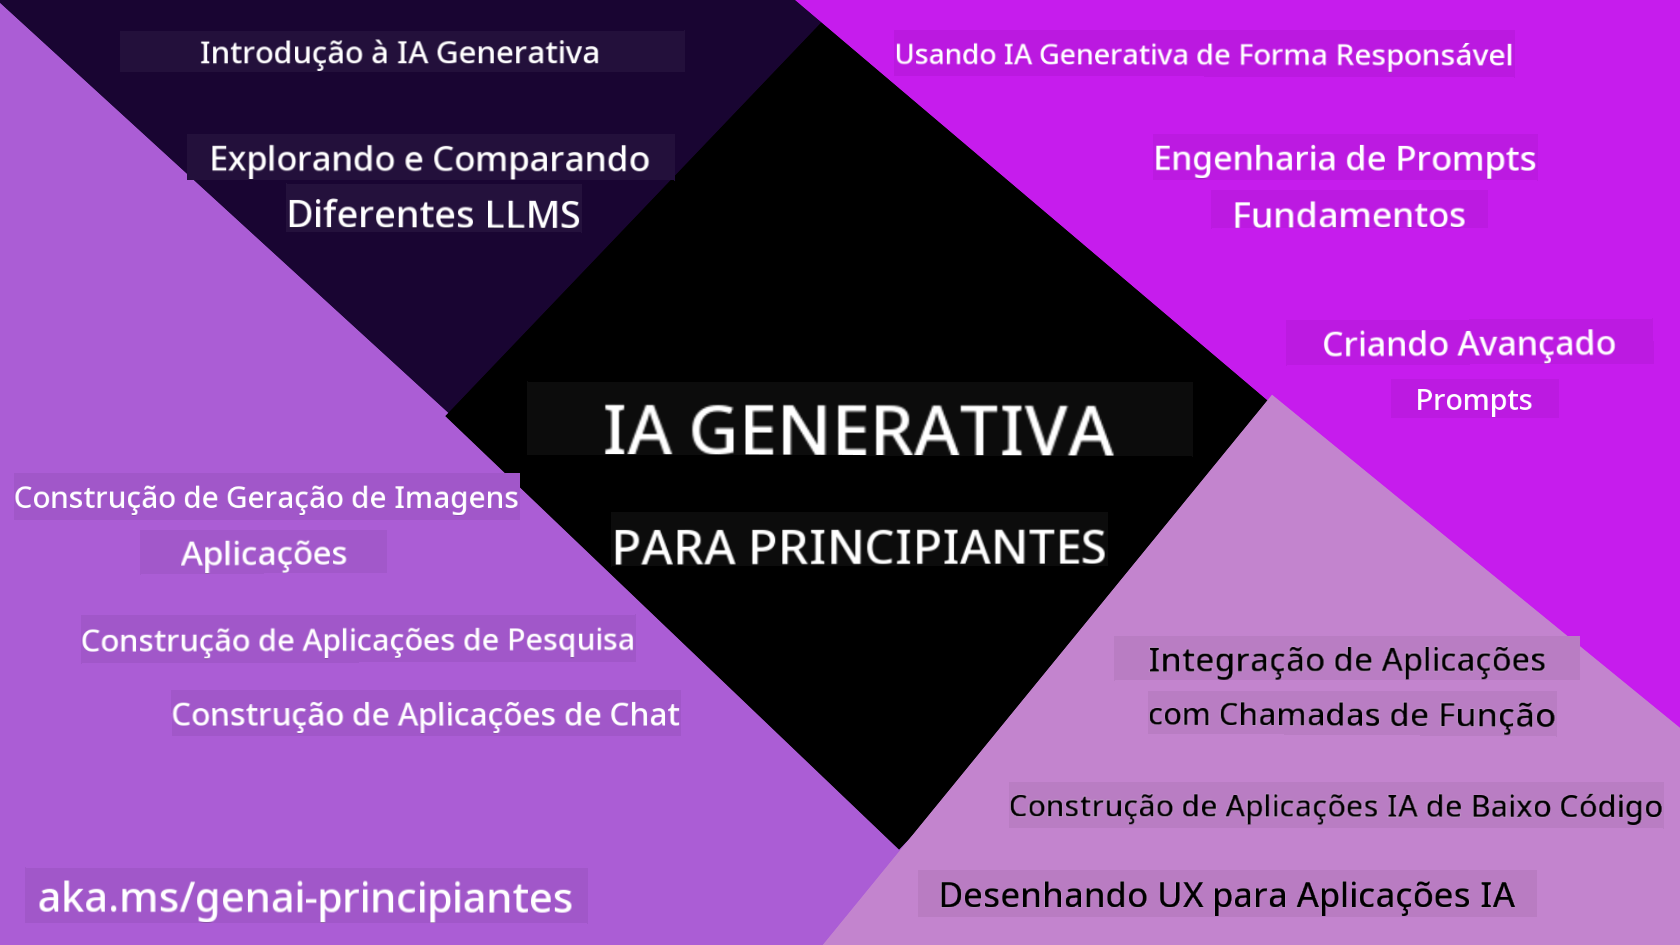 Introdução à IA Generativa
Explorando e Comparando
Diferentes LLMS
Usando IA Generativa de Forma Responsável
Engenharia de Prompts
Fundamentos
Criando Avançado
Prompts
IA GENERATIVA
PARA PRINCIPIANTES
Construção de Geração de Imagens
Aplicações
Construção de Aplicações de Pesquisa
Construção de Aplicações de Chat
aka.ms/genai-principiantes
Integração de Aplicações
com Chamadas de Função
Construção de Aplicações IA de Baixo Código
Desenhando UX para Aplicações IA